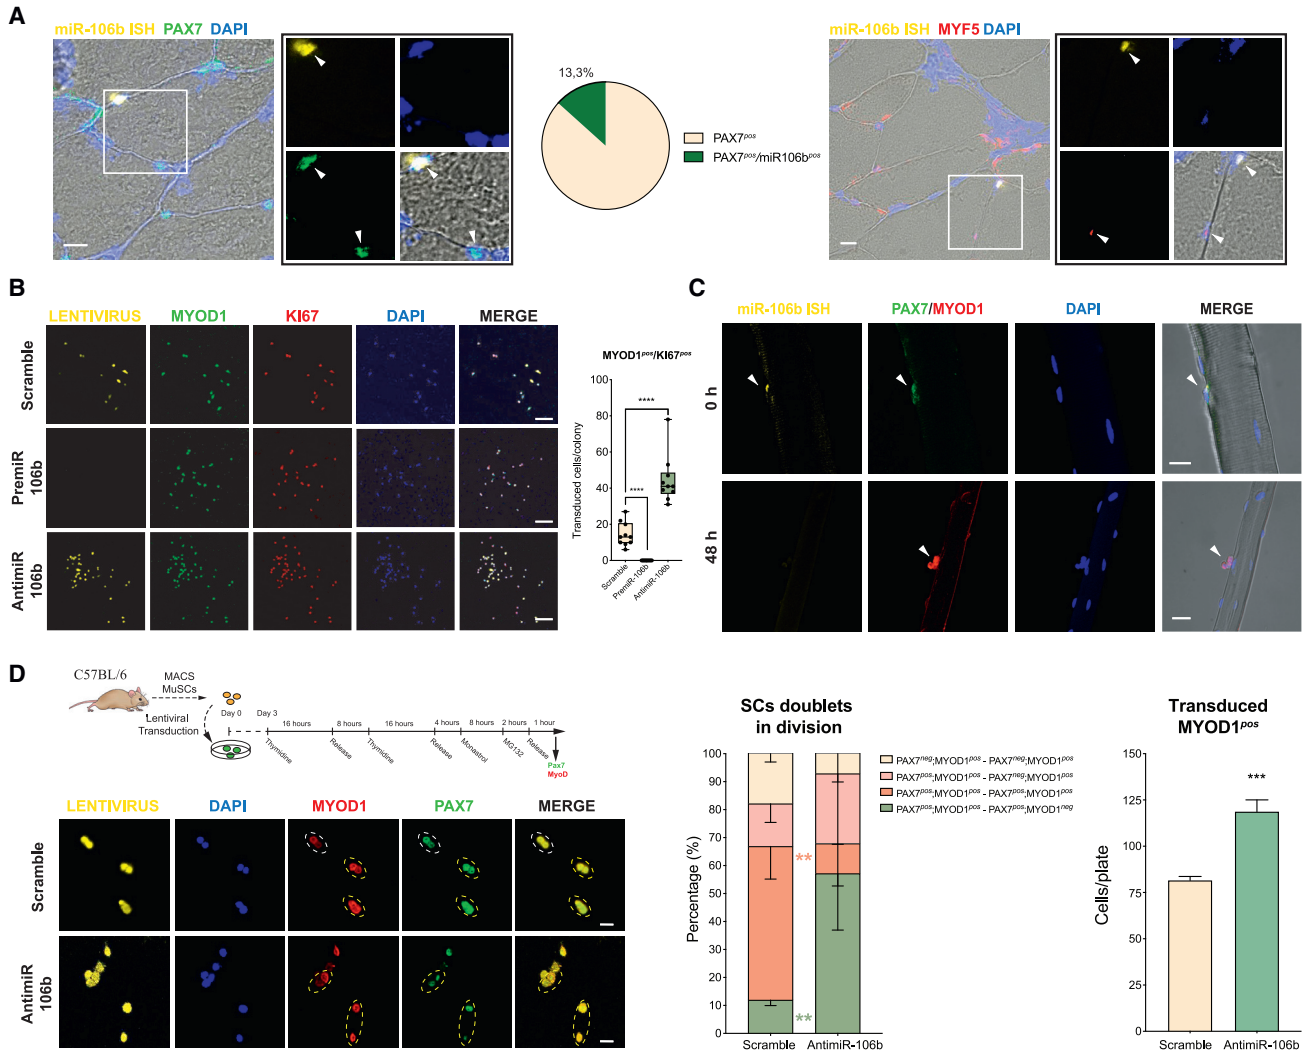 A
miR-106b ISH PAX7 DAPI
13,3%
PAX7pos
PAX7pos/miR106bpos
miR-106b ISH MYF5 DAPI
B
LENTIVIRUS MYOD1 KI67 DAPI MERGE
Scramble
PremiR 106b
AntimiR 106b
MYOD1pos/KI67pos
Transduced cells/colony
100
80
60
40
20
0
****
****
Scramble
PremiR-106b
AntimiR-106b
C
miR-106b ISH PAX7/MYOD1 DAPI MERGE
0 h
48 h
D
C57BL/6
MACS
MuSCs
Lentiviral
Transduction
Day 0 Day 3
16 hours 8 hours 16 hours 4 hours 8 hours 2 hours 1 hour
Thymidine Release Thymidine Release Monastrol MG132 Release
Pax7
MyoD
LENTIVIRUS DAPI MYOD1 PAX7 MERGE
Scramble
AntimiR 106b
SCs doublets
in division
Percentage (%)
100
90
80
70
60
50
40
30
20
10
0
**
**
Scramble AntimiR-106b
PAX7neg;MYOD1pos - PAX7neg;MYOD1pos
PAX7pos;MYOD1pos - PAX7neg;MYOD1pos
PAX7pos;MYOD1pos - PAX7pos;MYOD1pos
PAX7pos;MYOD1pos - PAX7pos;MYOD1neg
Transduced
MYOD1pos
Cells/plate
150
125
100
75
50
25
0
***
Scramble AntimiR-106b